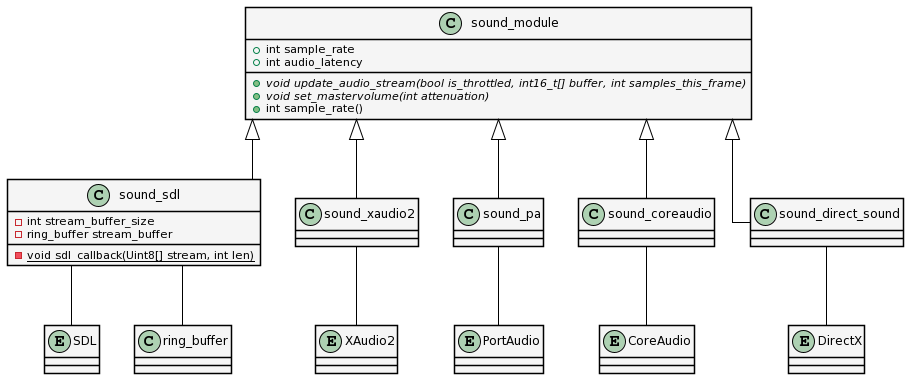 C sound_module
int sample_rate
int audio_latency
void update_audio_stream(bool is_throttled, int16_t[] buffer, int samples_this_frame)
void set_mastervolume(int attenuation)
int sample_rate()
C sound_sdl
int stream_buffer_size
ring_buffer stream_buffer
void sdl_callback(Uint8[] stream, int len)
C sound_xaudio2
C sound_pa
C sound_coreaudio
C sound_direct_sound
E SDL
C ring_buffer
E XAudio2
E PortAudio
E CoreAudio
E DirectX